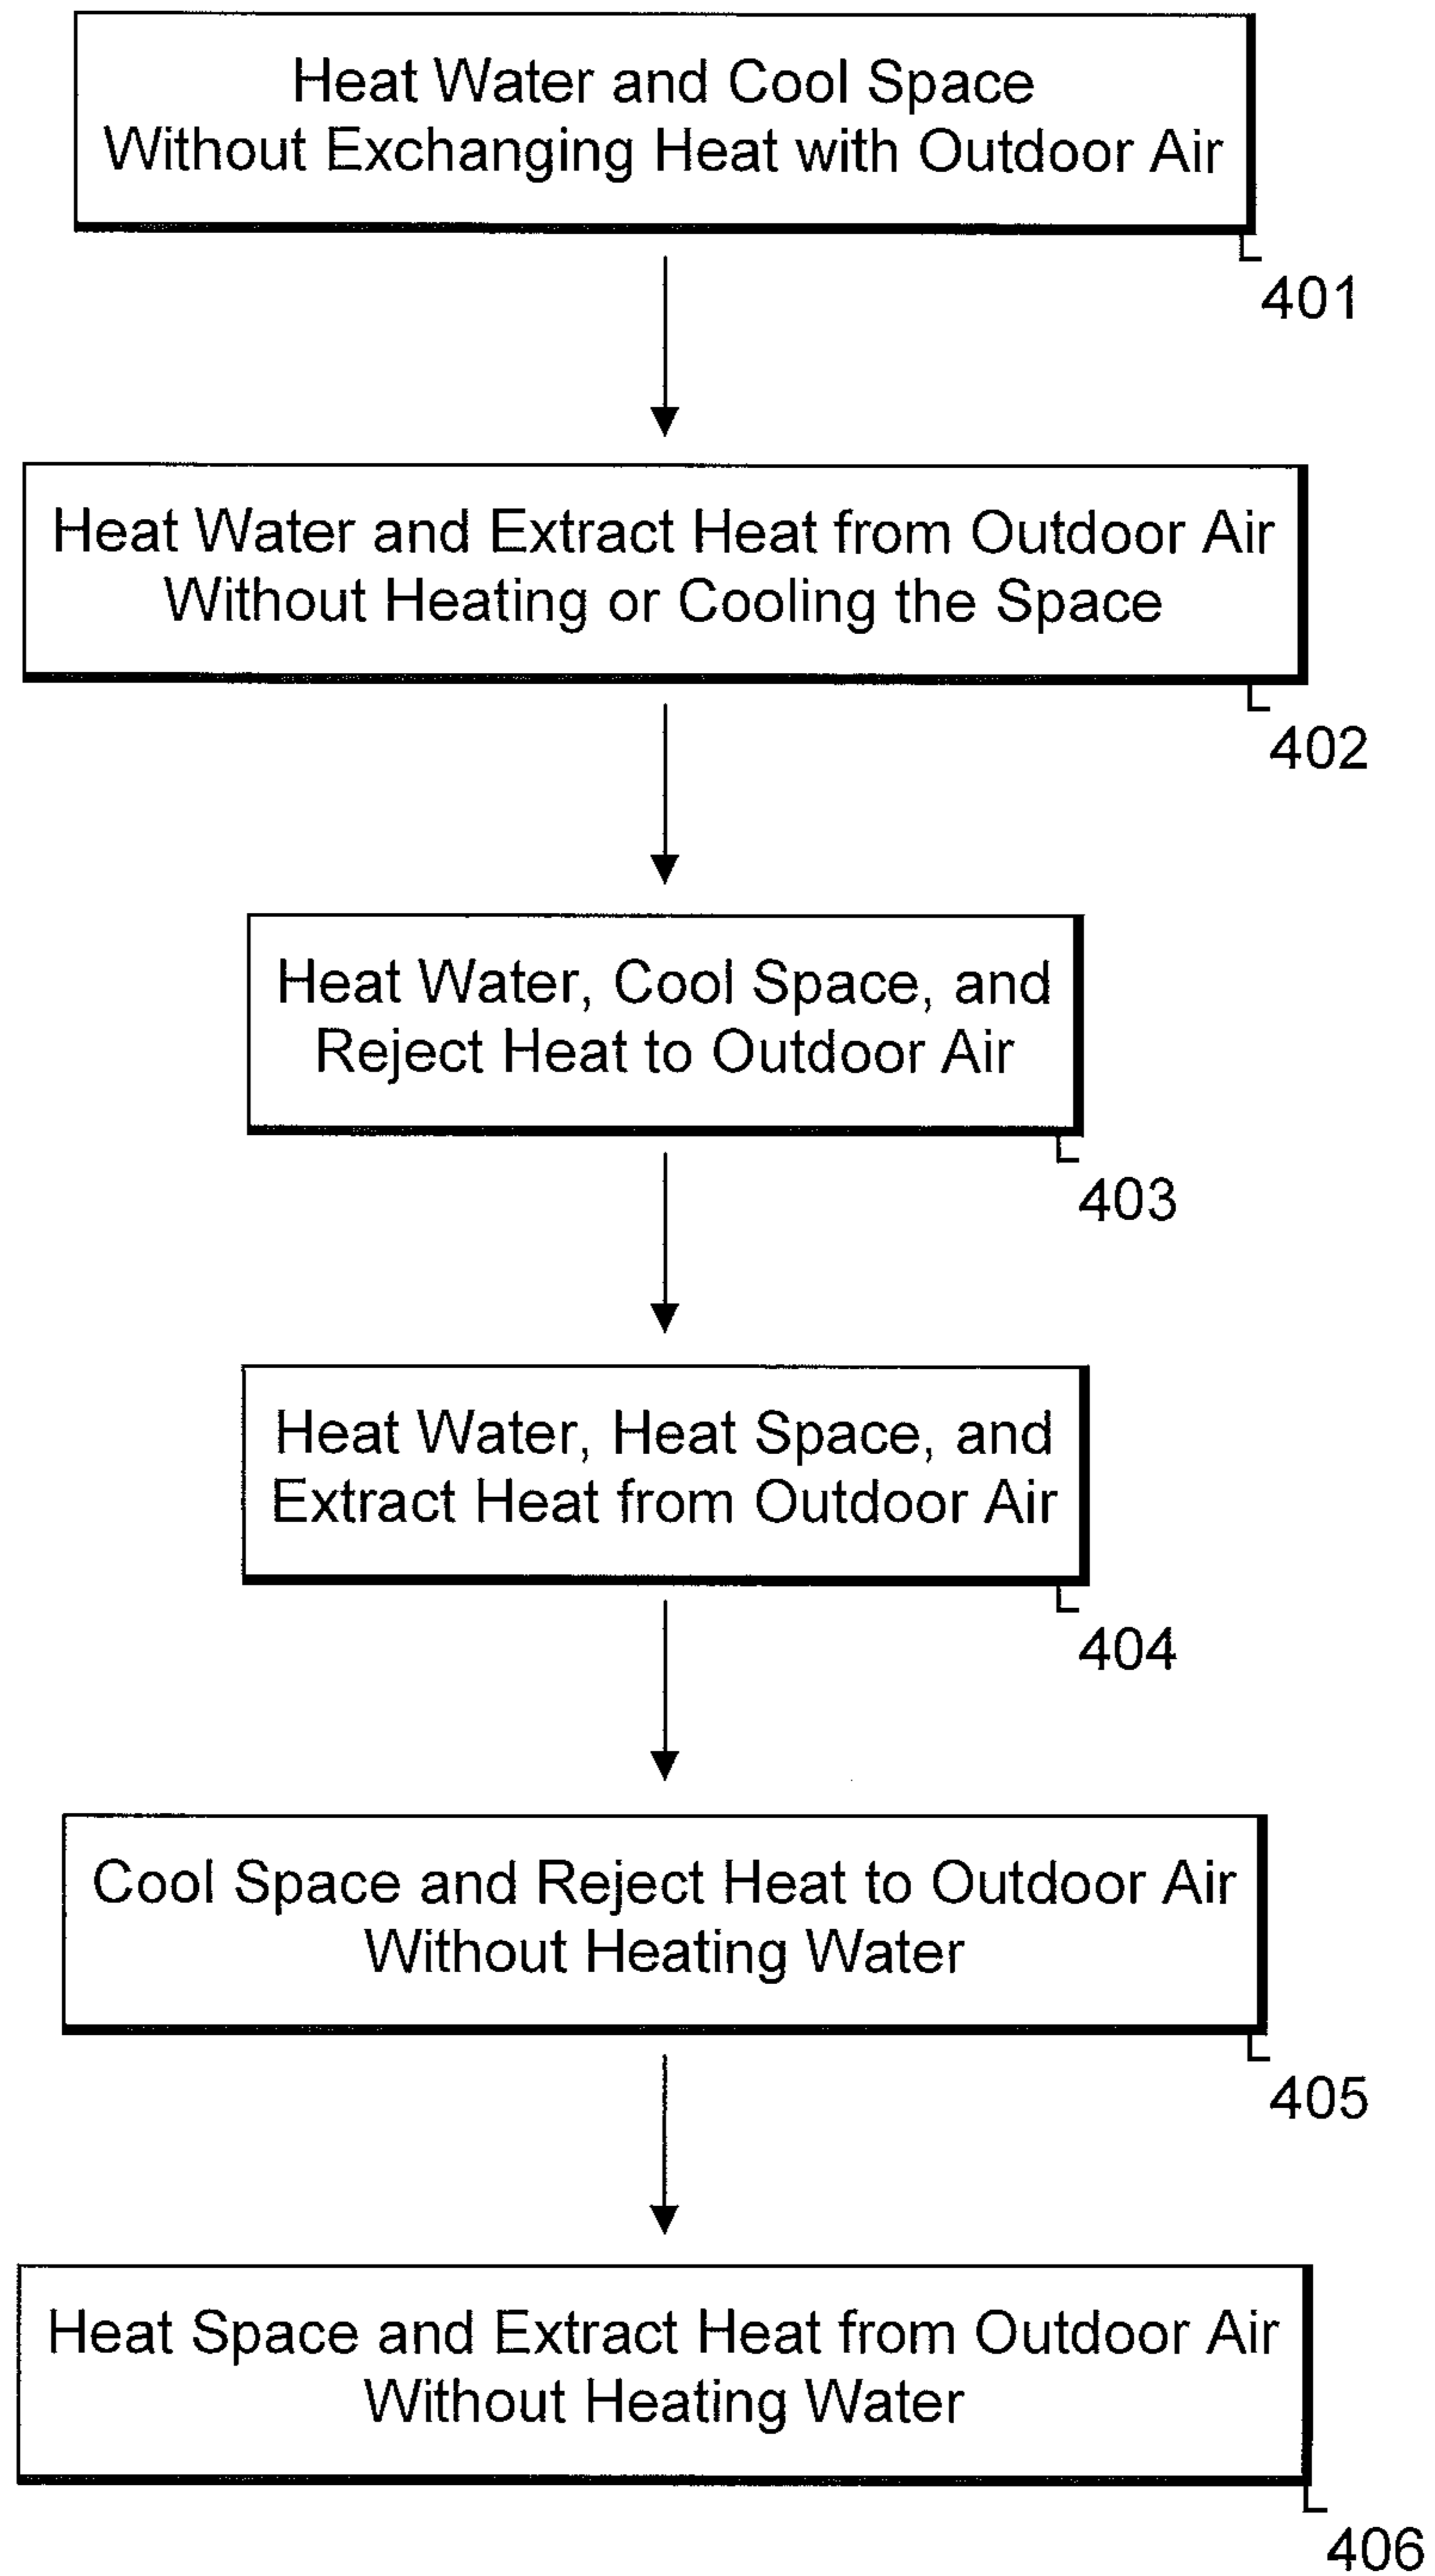 Heat Water and Cool Space
Without Exchanging Heat with Outdoor Air
401
Heat Water and Extract Heat from Outdoor Air
Without Heating or Cooling the Space
402
Heat Water, Cool Space, and
Reject Heat to Outdoor Air
403
Heat Water, Heat Space, and
Extract Heat from Outdoor Air
404
Cool Space and Reject Heat to Outdoor Air
Without Heating Water
405
Heat Space and Extract Heat from Outdoor Air
Without Heating Water
406